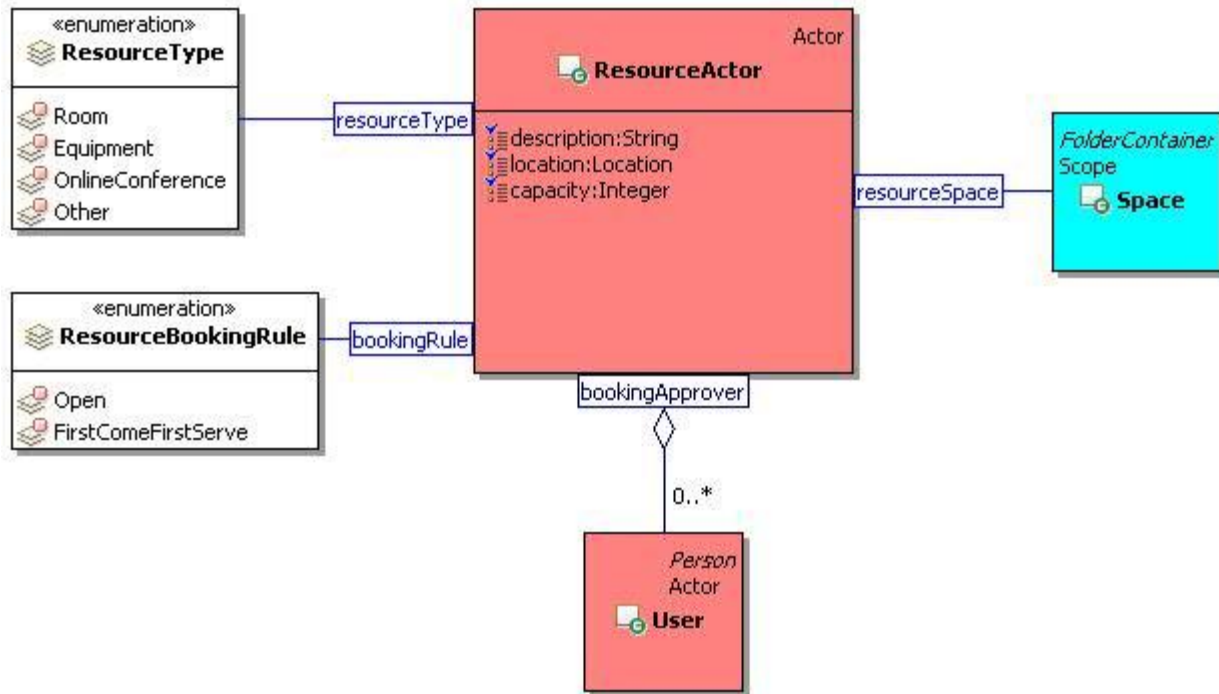 «enumeration»
ResourceType
Room
Equipment
OnlineConference
Other
resourceType
Actor
ResourceActor
description:String
location:Location
capacity:Integer
resourceSpace
FolderContainer
Scope
Space
«enumeration»
ResourceBookingRule
Open
FirstComeFirstServe
bookingRule
bookingApprover
0..*
Person
Actor
User